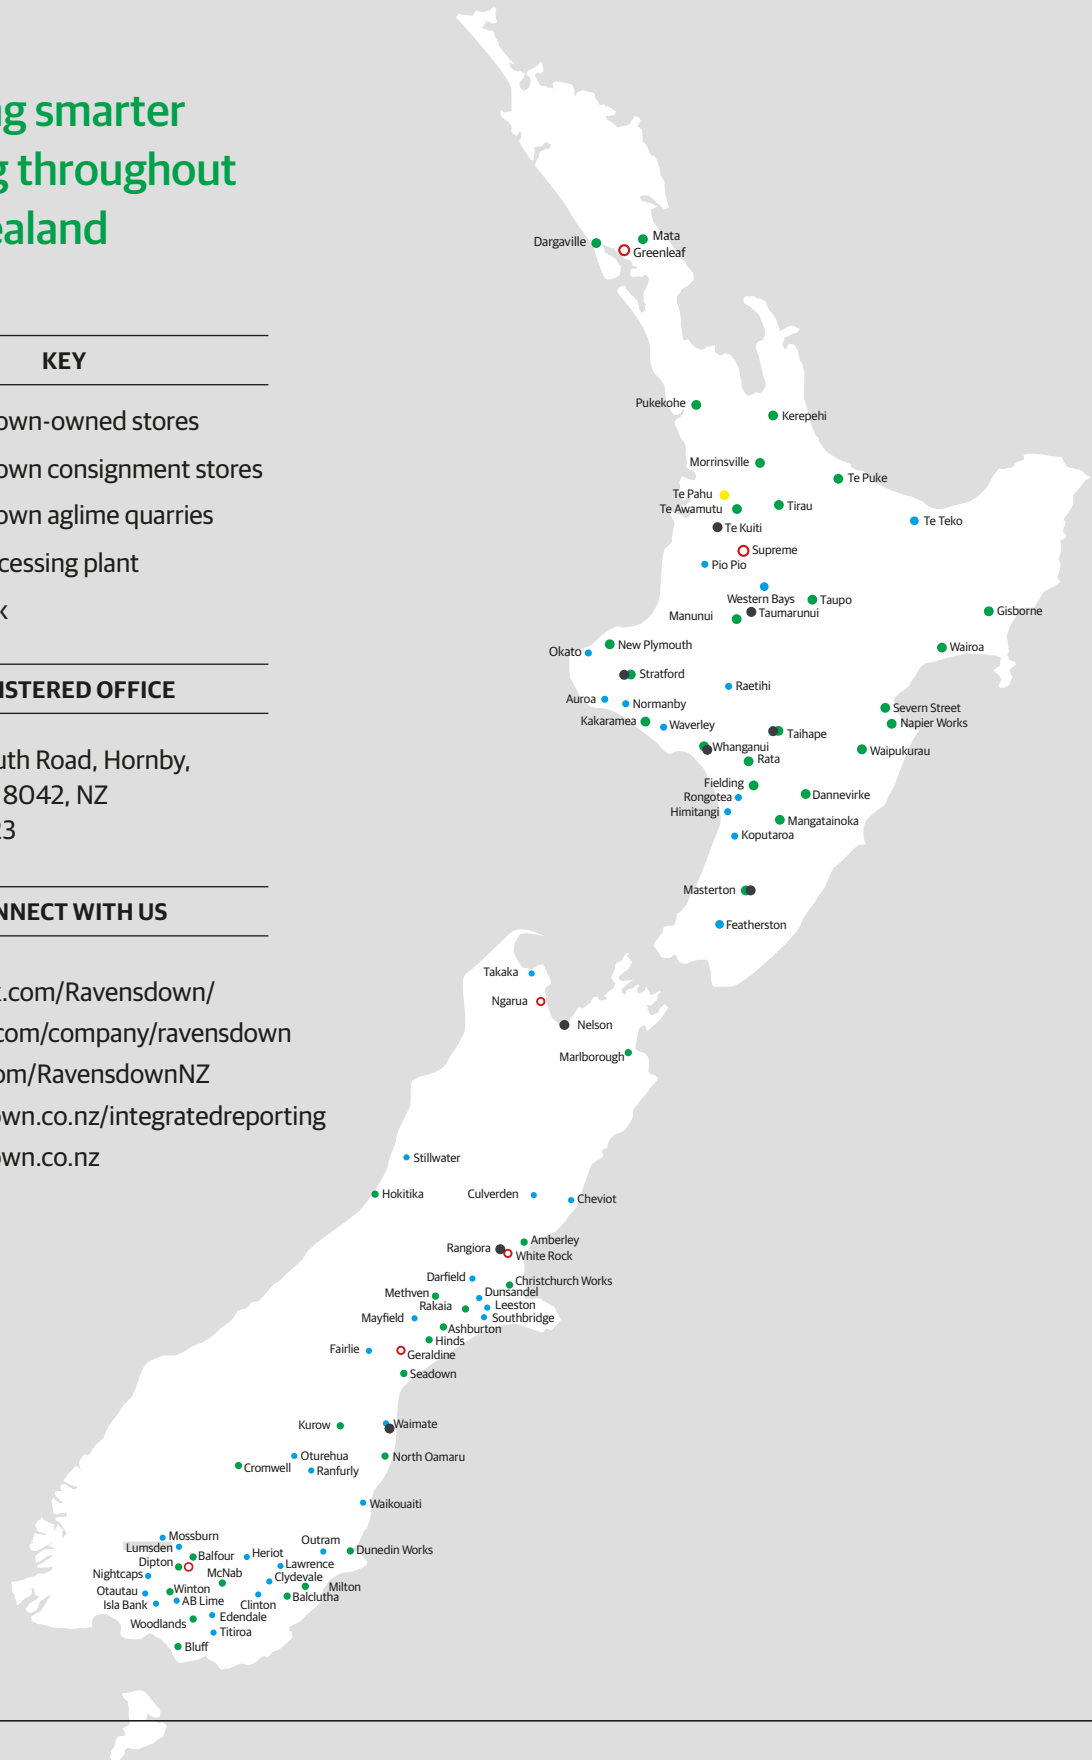 ng smarter
g throughout
ealand
KEY
own-owned stores
own consignment stores
own aglime quarries
cessing plant
k
ISTERED OFFICE
uth Road, Hornby,
8042, NZ
23
NNECT WITH US
k.com/Ravensdown/
com/company/ravensdown
om/RavensdownNZ
own.co.nz/integratedreporting
own.co.nz
Dargaville
Mata
Greenleaf
Pukekohe
Kerepehi
Morrinsville
Te Puke
Te Pahu
Te Awamutu
Tirau
Te Kuiti
Te Teko
Supreme
Pio Pio
Western Bays
Taupo
Taumarunui
Manunui
Gisborne
New Plymouth
Okato
Wairoa
Stratford
Raetihi
Auroa
Normanby
Kakaramea
Waverley
Severn Street
Napier Works
Taihape
Whanganui
Rata
Waipukurau
Fielding
Rongotea
Dannevirke
Himitangi
Mangatainoka
Koputaroa
Masterton
Featherston
Takaka
Ngarua
Nelson
Marlborough
Stillwater
Hokitika
Culverden
Cheviot
Amberley
Rangiora
White Rock
Darfield
Christchurch Works
Methven
Dunsandel
Rakaia
Leeston
Mayfield
Southbridge
Ashburton
Hinds
Fairlie
Geraldine
Seadown
Kurow
Waimate
Oturehua
North Oamaru
Cromwell
Ranfurly
Waikouaiti
Mossburn
Lumsden
Outram
Balfour
Heriot
Dunedin Works
Dipton
Lawrence
Nightcaps
McNab
Clydevale
Otautau
Winton
Milton
Isla Bank
AB Lime
Clinton
Balclutha
Woodlands
Edendale
Titiroa
Bluff